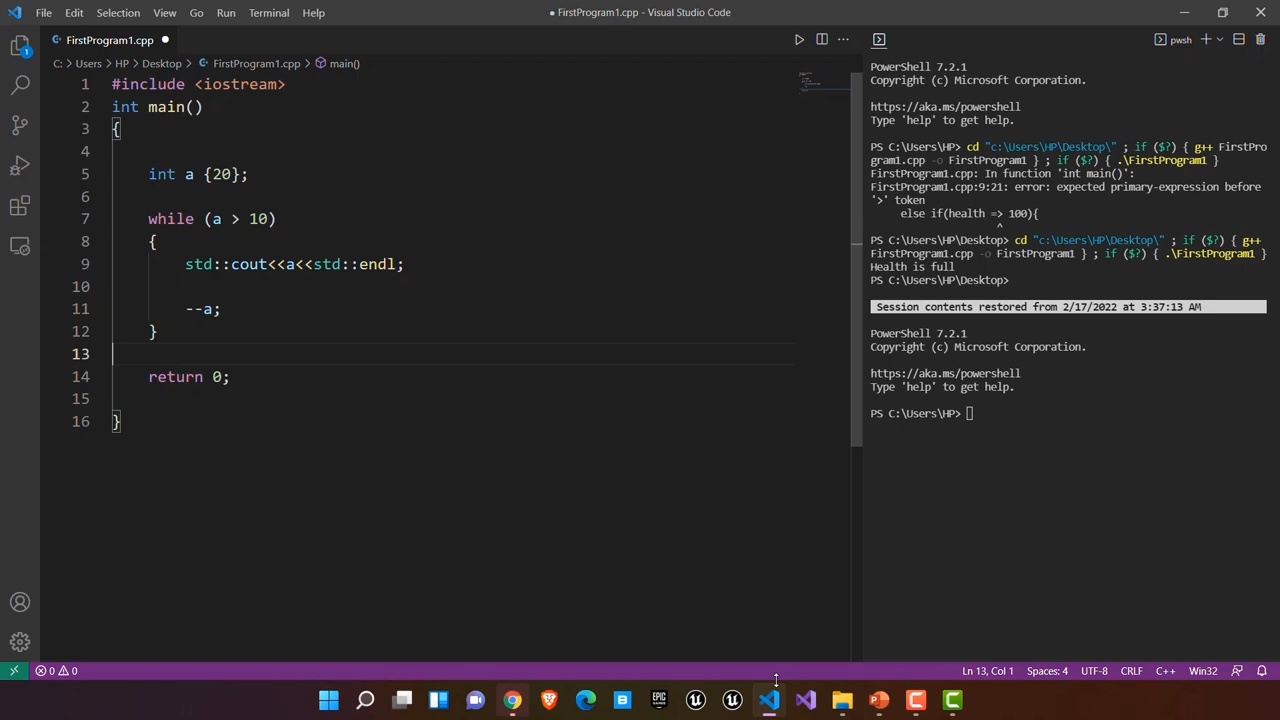 File Edit Selection View Go Run Terminal Help
● FirstProgram1.cpp - Visual Studio Code
FirstProgram1.cpp ●
pwsh
C: > Users > HP > Desktop > FirstProgram1.cpp > main()
1 #include <iostream>
2 int main()
3 {
4
5 int a {20};
6
7 while (a > 10)
8 {
9 std::cout<<a<<std::endl;
10
11 --a;
12 }
13
14 return 0;
15
16 }
PowerShell 7.2.1
Copyright (c) Microsoft Corporation.
https://aka.ms/powershell
Type 'help' to get help.
PS C:\Users\HP> cd "c:\Users\HP\Desktop\" ; if ($?) { g++ FirstPro
gram1.cpp -o FirstProgram1 } ; if ($?) { .\FirstProgram1 }
FirstProgram1.cpp: In function 'int main()':
FirstProgram1.cpp:9:21: error: expected primary-expression before
'>' token
else if(health => 100){
^
PS C:\Users\HP\Desktop> cd "c:\Users\HP\Desktop\" ; if ($?) { g++
FirstProgram1.cpp -o FirstProgram1 } ; if ($?) { .\FirstProgram1 }
Health is full
PS C:\Users\HP\Desktop>
Session contents restored from 2/17/2022 at 3:37:13 AM
PowerShell 7.2.1
Copyright (c) Microsoft Corporation.
https://aka.ms/powershell
Type 'help' to get help.
PS C:\Users\HP>
0 0
Ln 13, Col 1 Spaces: 4 UTF-8 CRLF C++ Win32
EPIC GAMES